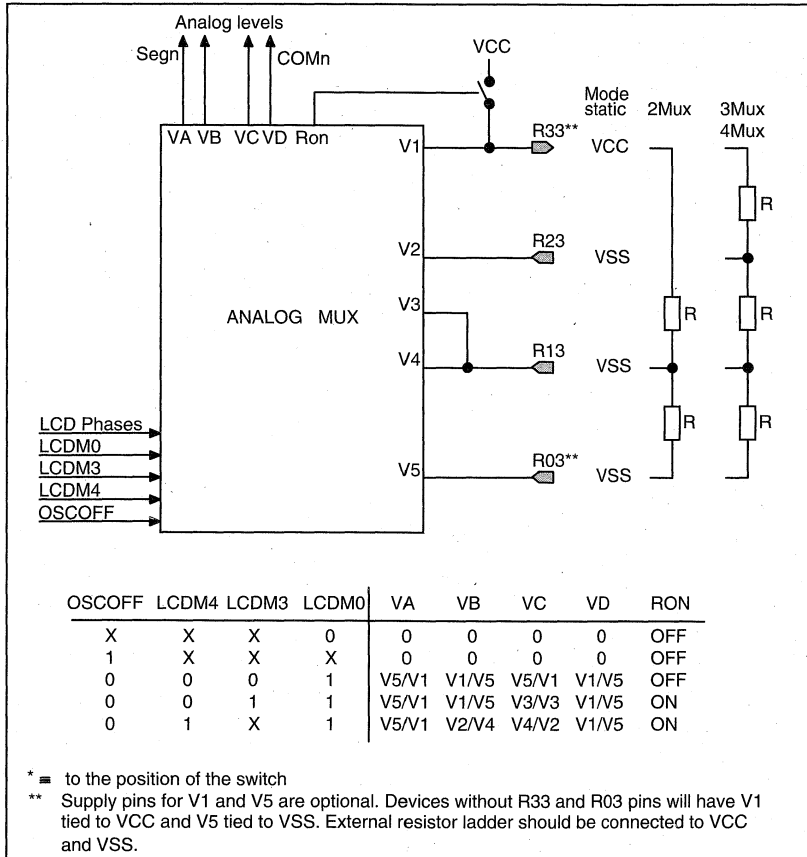 Analog levels
Segn
COMn
VCC
VA VB VC VD Ron
Mode
static 2Mux 3Mux
4Mux
V1 R33** VCC
R
V2 R23 VSS
V3
ANALOG MUX
R R
V4 R13 VSS
R R
V5 R03** VSS
LCD Phases
LCDM0
LCDM3
LCDM4
OSCOFF
OSCOFF LCDM4 LCDM3 LCDM0 VA VB VC VD RON
X X X 0 0 0 0 0 OFF
1 X X X 0 0 0 0 OFF
0 0 0 1 V5/V1 V1/V5 V5/V1 V1/V5 OFF
0 0 1 1 V5/V1 V1/V5 V3/V3 V1/V5 ON
0 1 X 1 V5/V1 V2/V4 V4/V2 V1/V5 ON
* = to the position of the switch
** Supply pins for V1 and V5 are optional. Devices without R33 and R03 pins will have V1
tied to VCC and V5 tied to VSS. External resistor ladder should be connected to VCC
and VSS.